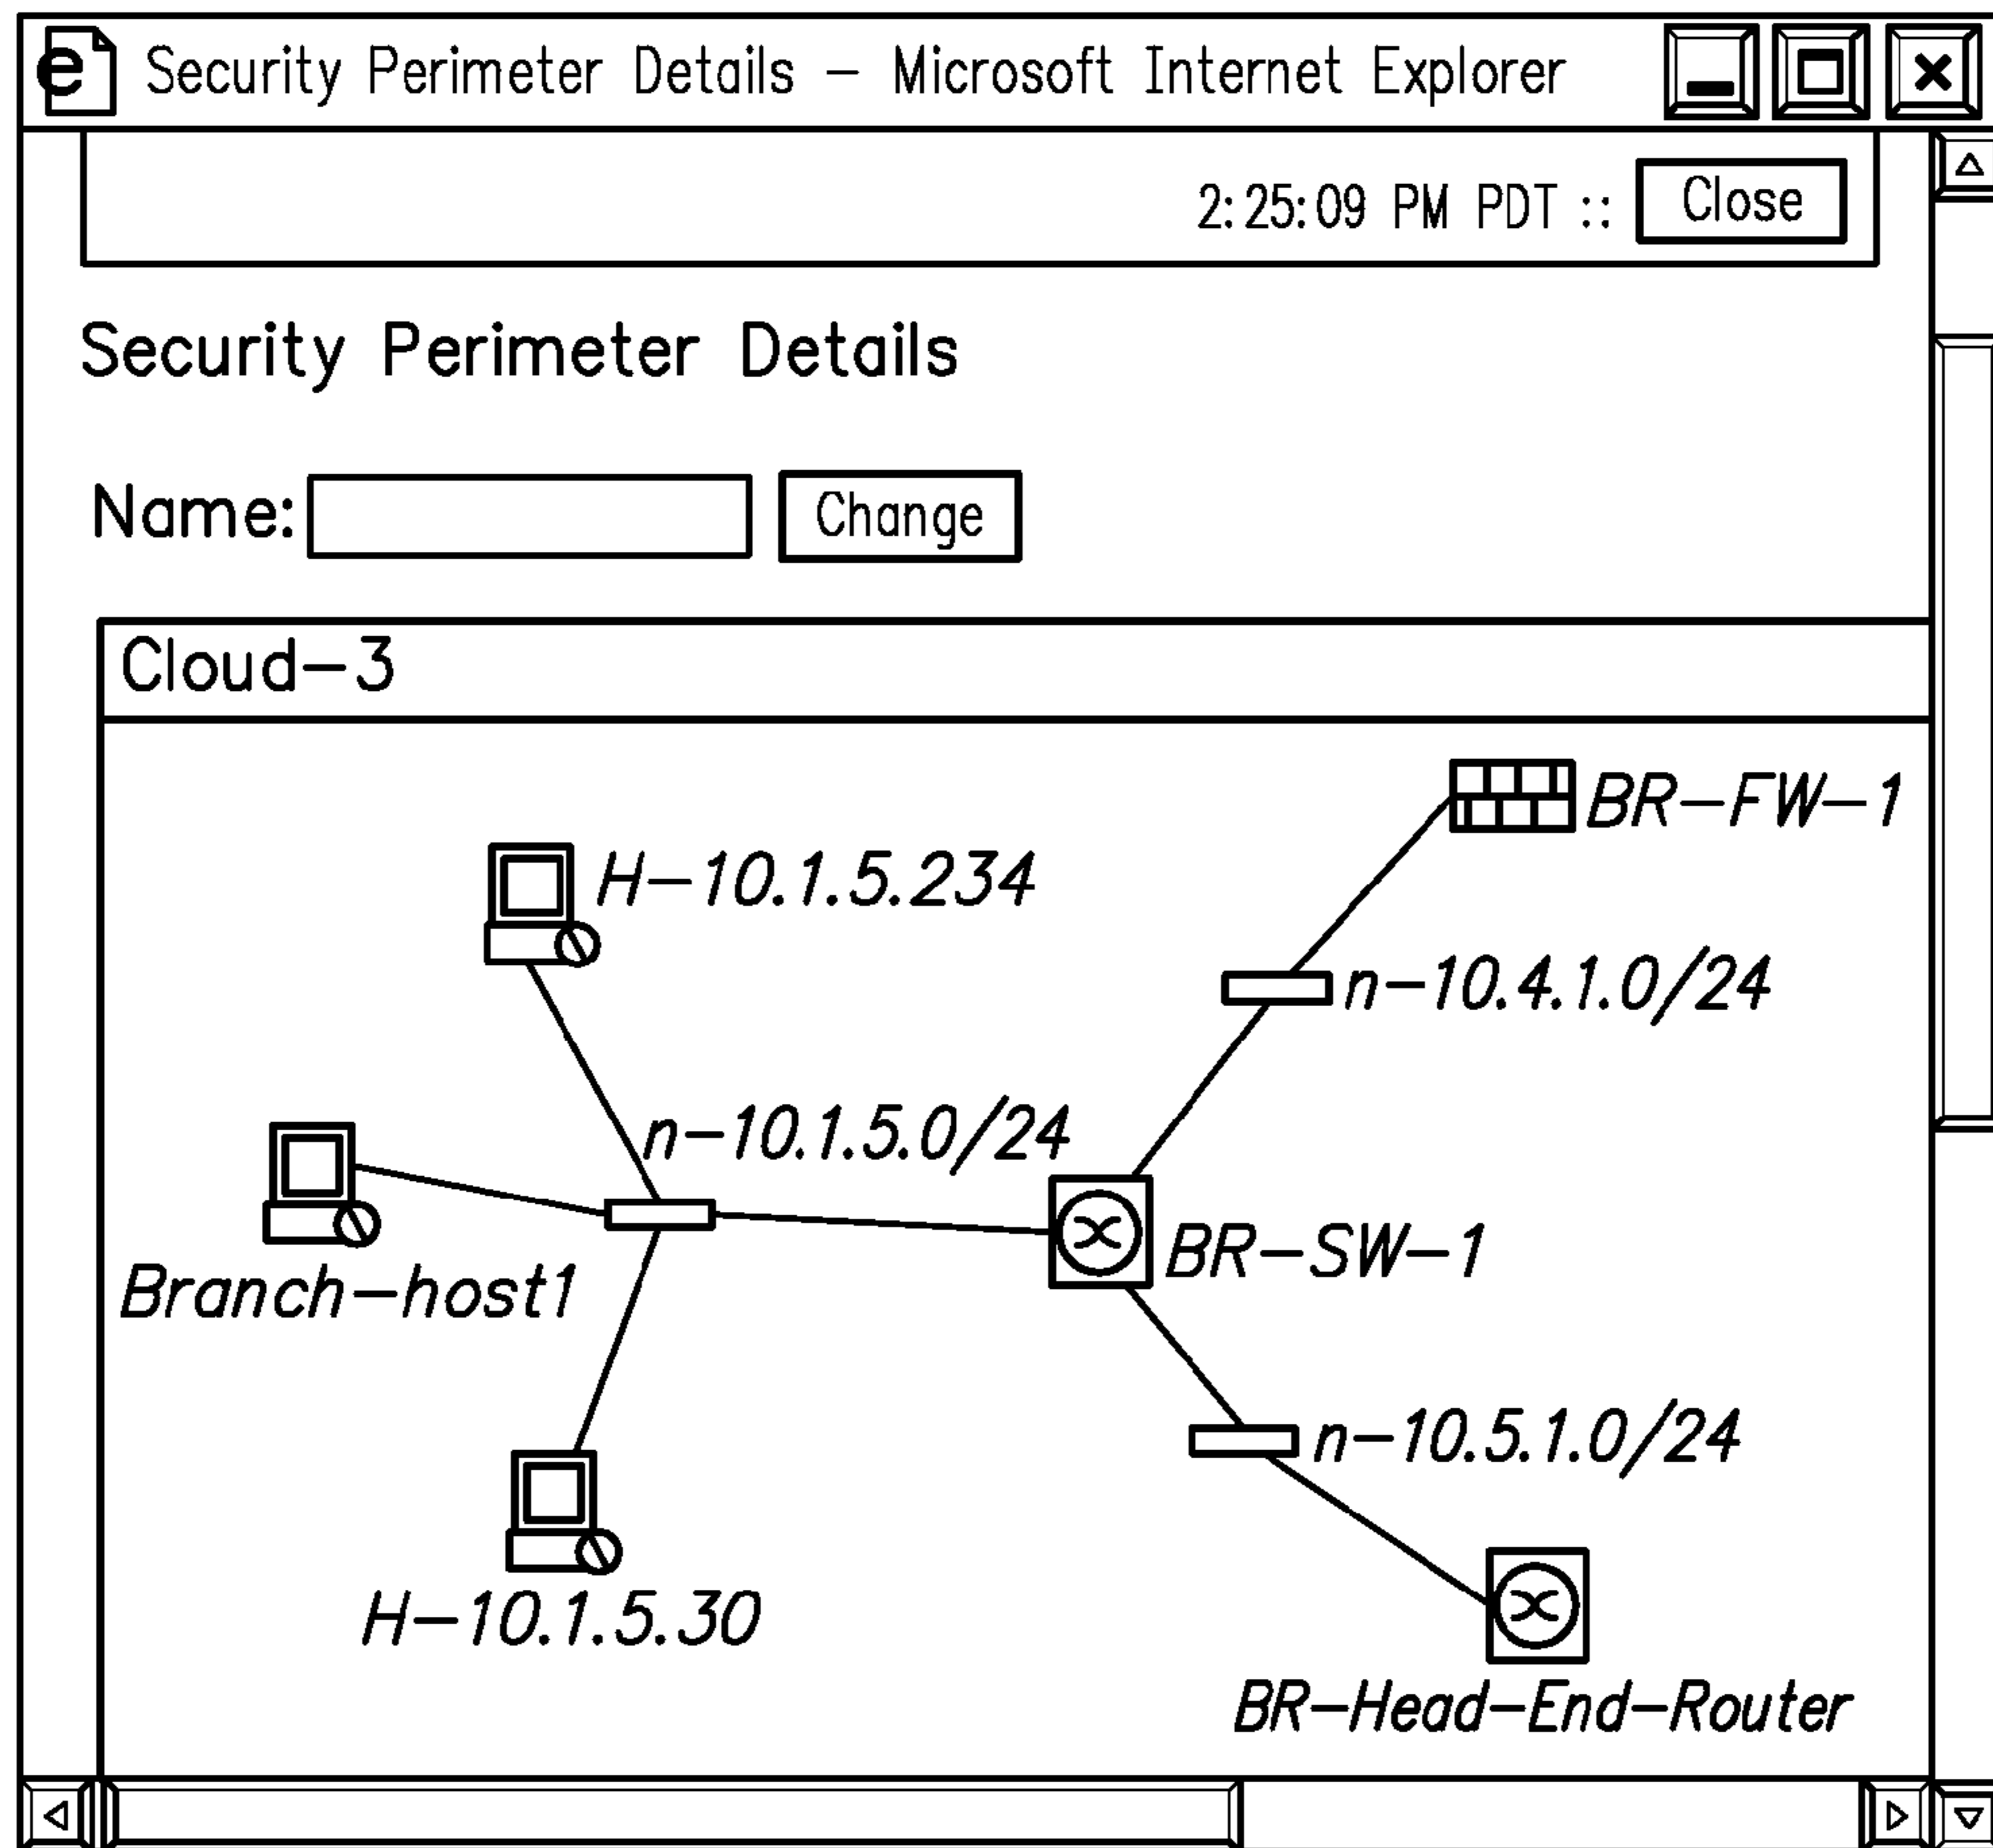 Security Perimeter Details – Microsoft Internet Explorer
2:25:09 PM PDT :: Close
Security Perimeter Details
Name: Change
Cloud–3
BR–FW–1
H–10.1.5.234
n–10.4.1.0/24
n–10.1.5.0/24
BR–SW–1
Branch–host1
n–10.5.1.0/24
H–10.1.5.30
BR–Head–End–Router